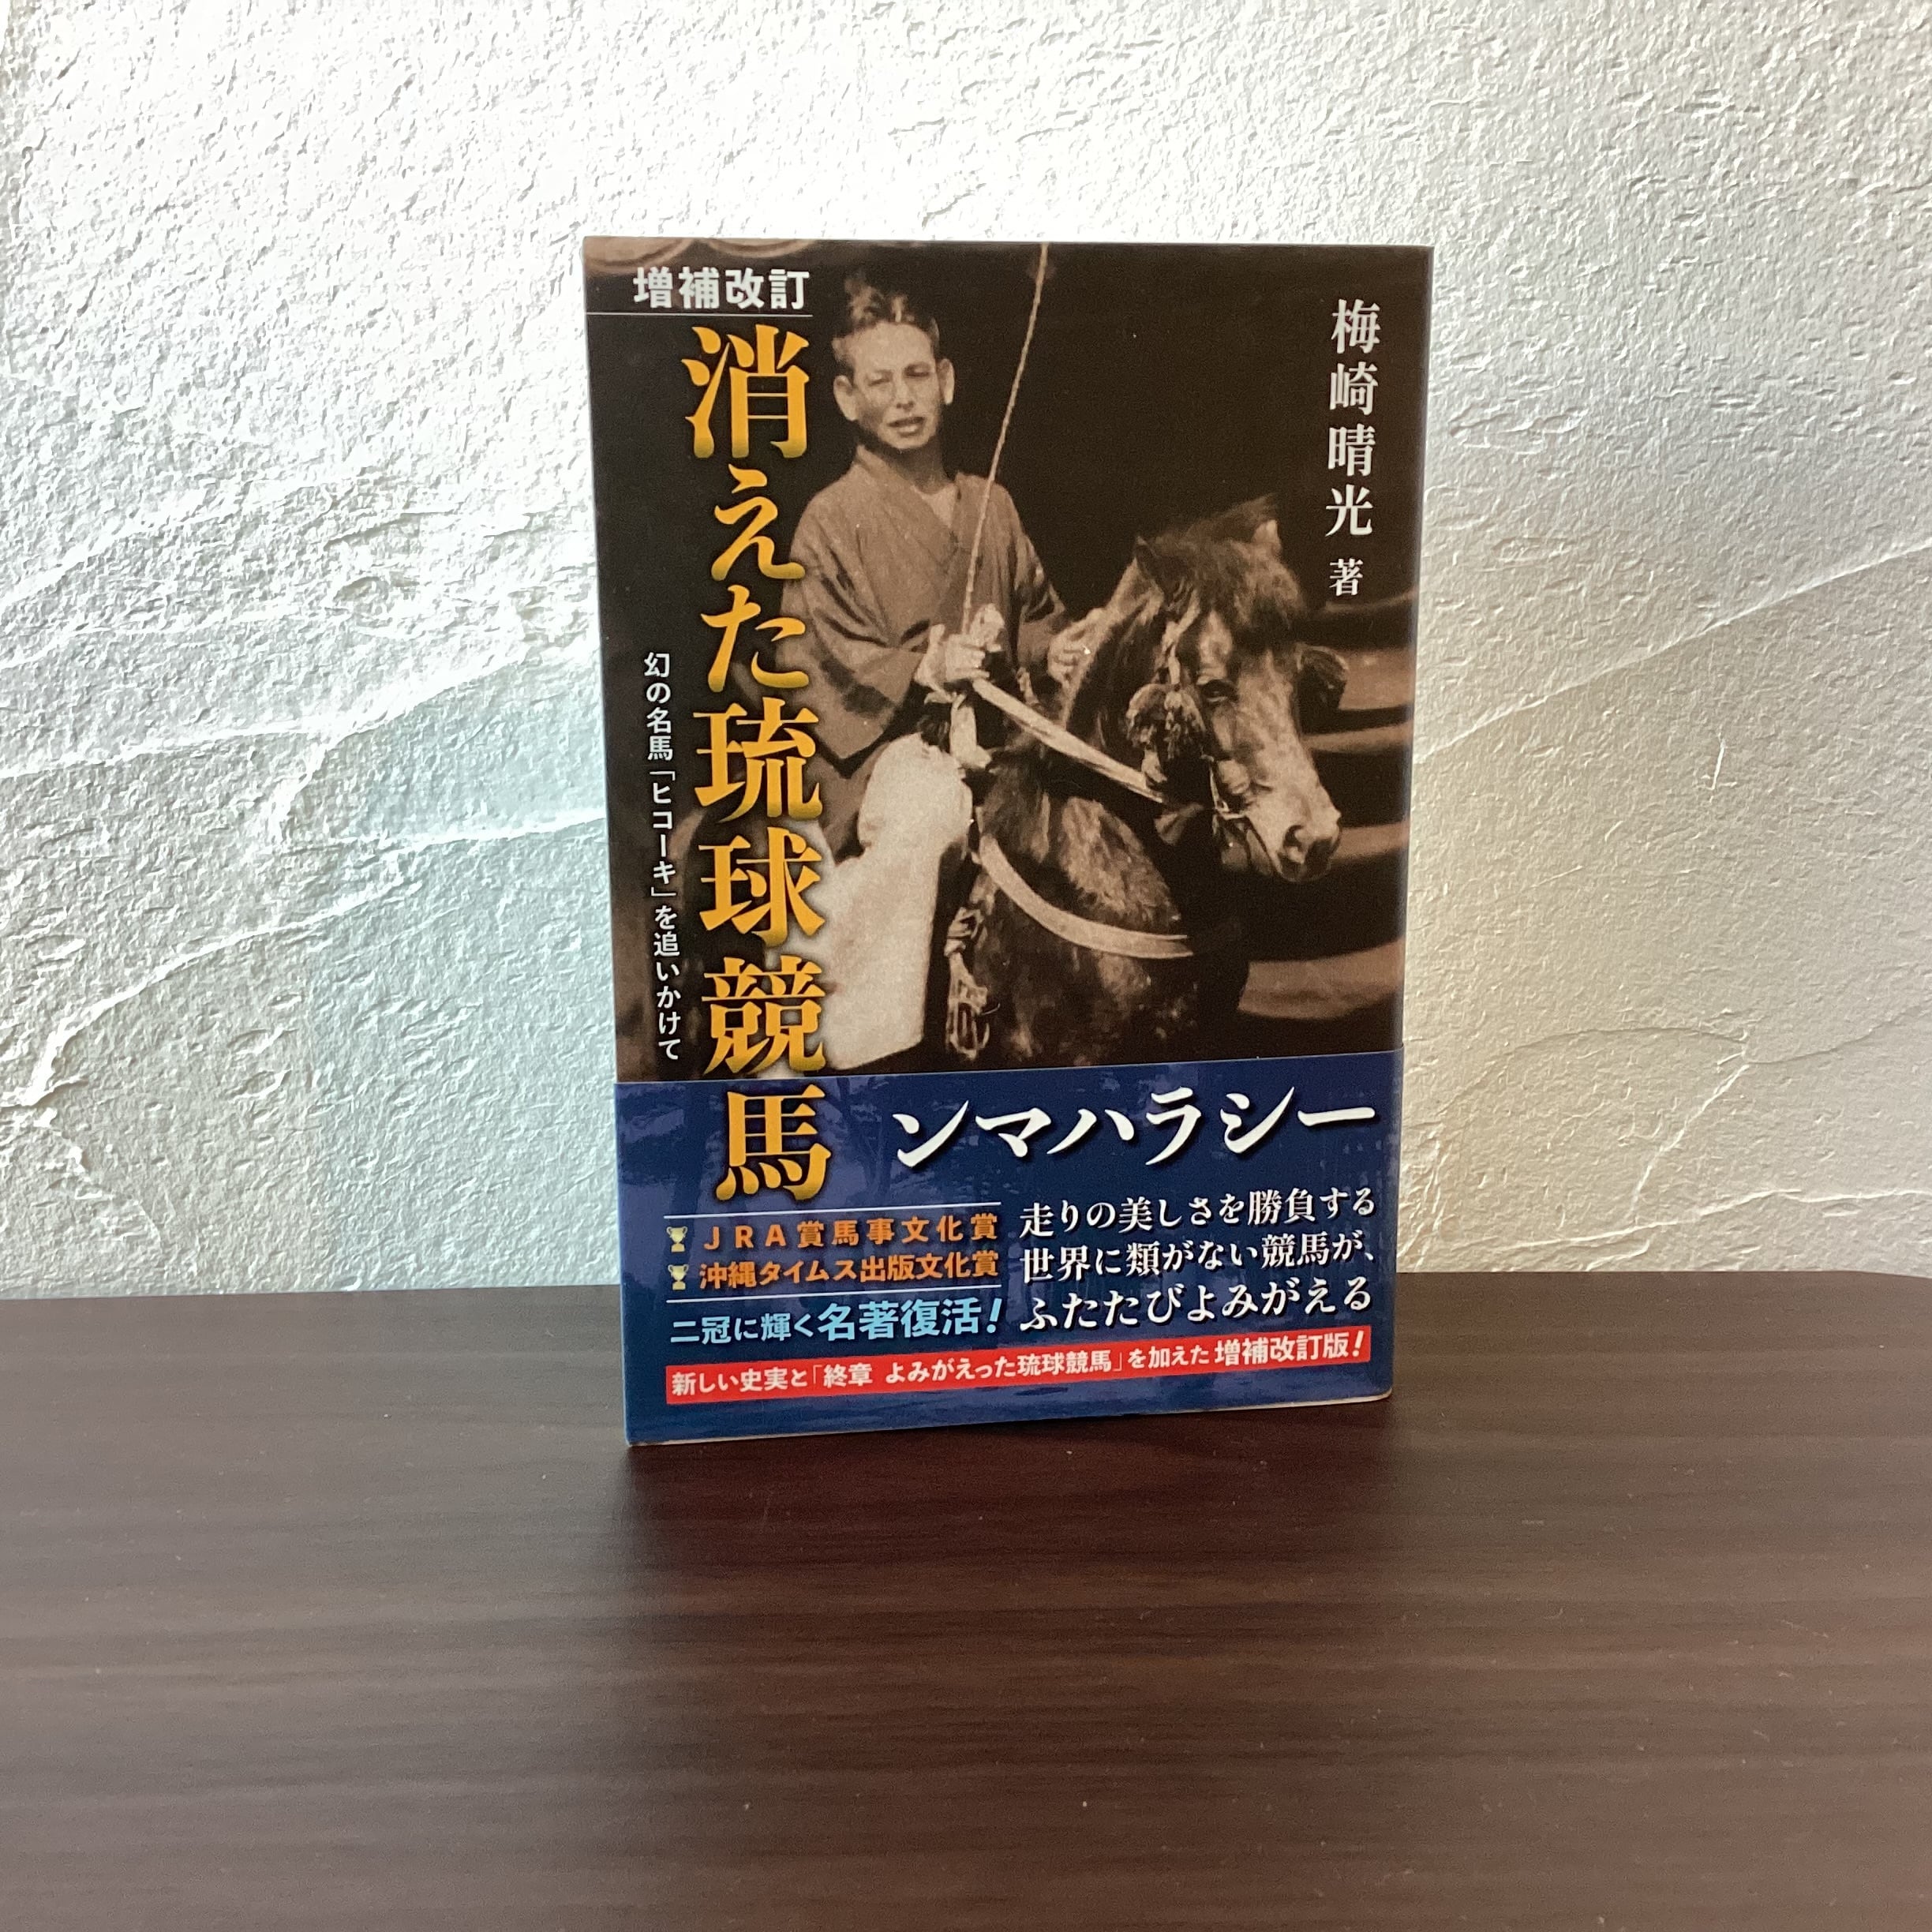 増補改訂
消えた琉球競馬
幻の名馬「ヒコーキ」を追いかけて
梅崎晴光 著
ンマハラシー
走りの美しさを勝負する
世界に類がない競馬が、
ふたたびよみがえる
JRA賞馬事文化賞
沖縄タイムス出版文化賞
二冠に輝く名著復活!
新しい史実と「終章 よみがえった琉球競馬」を加えた増補改訂版!